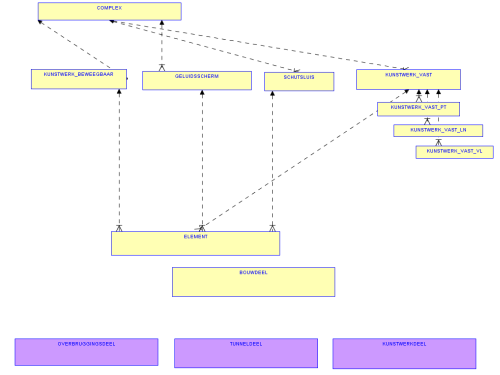 COMPLEX
KUNSTWERK_BEWEEGBAAR
GELUIDSSCHERM
SCHUTSLUIS
KUNSTWERK_VAST
KUNSTWERK_VAST_PT
KUNSTWERK_VAST_LN
KUNSTWERK_VAST_VL
ELEMENT
BOUWDEEL
OVERBRUGGINGSDEEL
TUNNELDEEL
KUNSTWERKDEEL